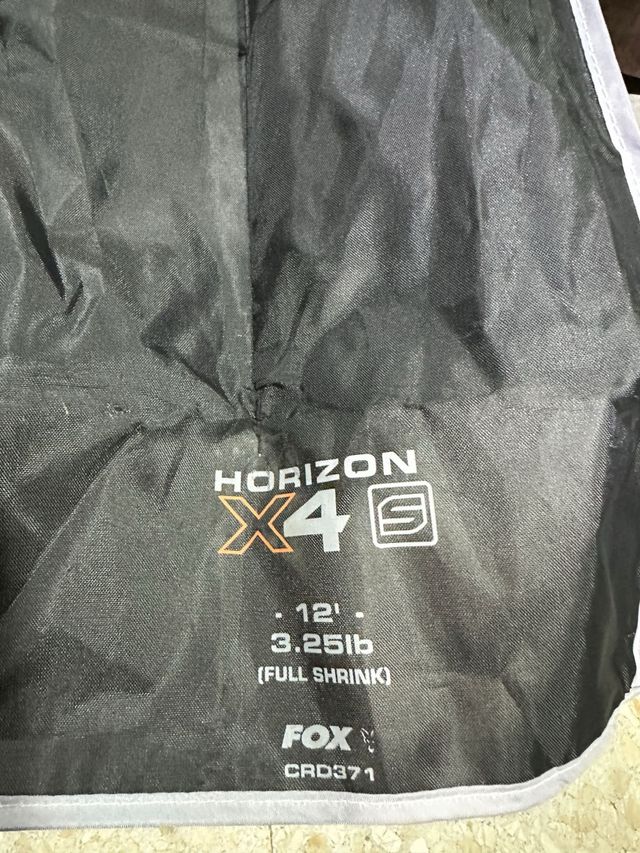 HORIZON
X4 S
- 12' -
3.25lb
(FULL SHRINK)
FOX
CRD371